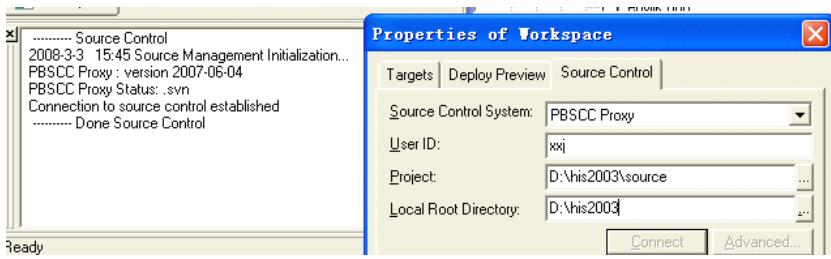 ---------- Source Control
2008-3-3 15:45 Source Management Initialization...
PBSCC Proxy : version 2007-06-04
PBSCC Proxy Status: .svn
Connection to source control established
---------- Done Source Control
Ready
Properties of Workspace
Targets Deploy Preview Source Control
Source Control System: PBSCC Proxy
User ID: xxj
Project: D:\his2003\source ...
Local Root Directory: D:\his2003 ...
Connect Advanced...